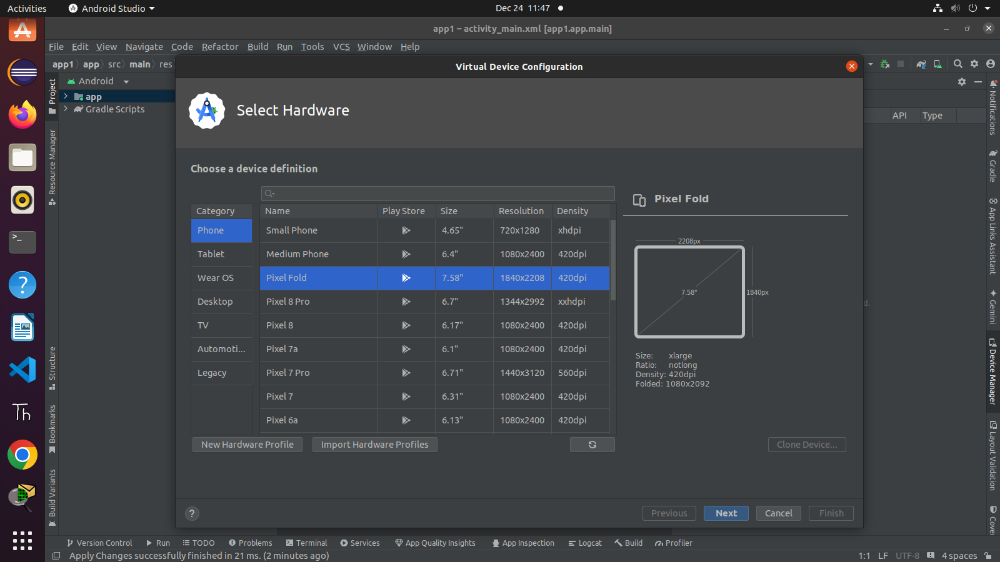 Activities
Android Studio
Dec 24 11:47
app1 – activity_main.xml [app1.app.main]
File Edit View Navigate Code Refactor Build Run Tools VCS Window Help
app1 app src main res
Virtual Device Configuration
Project
Android
app
Gradle Scripts
Resource Manager
Structure
Bookmarks
Build Variants
Select Hardware
Choose a device definition
Category
Phone
Tablet
Wear OS
Desktop
TV
Automoti...
Legacy
Name Play Store Size Resolution Density
Small Phone 4.65" 720x1280 xhdpi
Medium Phone 6.4" 1080x2400 420dpi
Pixel Fold 7.58" 1840x2208 420dpi
Pixel 8 Pro 6.7" 1344x2992 xxhdpi
Pixel 8 6.17" 1080x2400 420dpi
Pixel 7a 6.1" 1080x2400 420dpi
Pixel 7 Pro 6.71" 1440x3120 560dpi
Pixel 7 6.31" 1080x2400 420dpi
Pixel 6a 6.13" 1080x2400 420dpi
New Hardware Profile
Import Hardware Profiles
Pixel Fold
2208px
7.58"
1840px
Size: xlarge
Ratio: notlong
Density: 420dpi
Folded: 1080x2092
Clone Device...
?
Previous
Next
Cancel
Finish
API
Type
d.
Notifications
Gradle
App Links Assistant
Gemini
Device Manager
Layout Validation
Cover
>_
?
Th
Version Control Run TODO Problems Terminal Services App Quality Insights App Inspection Logcat Build Profiler
Apply Changes successfully finished in 21 ms. (2 minutes ago)
1:1 LF UTF-8 4 spaces